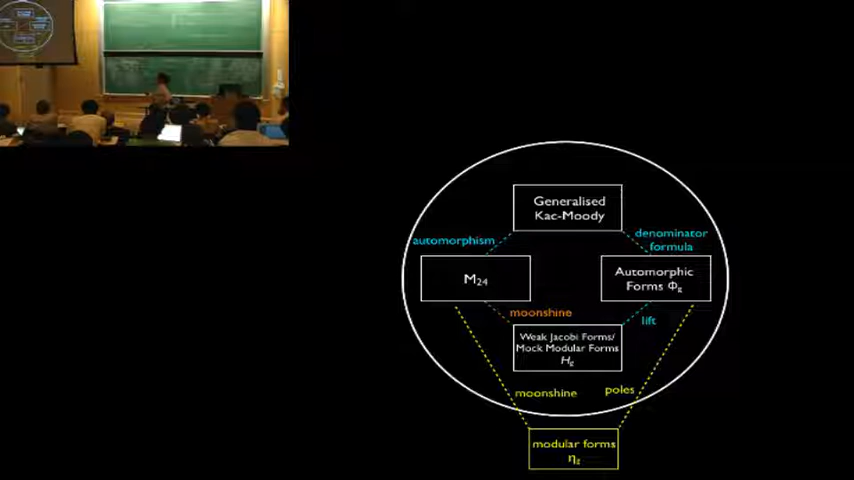 Generalised
Kac-Moody
automorphism
denominator
formula
M24
Automorphic
Forms Φg
moonshine
lift
Weak Jacobi Forms/
Mock Modular Forms
Hg
moonshine
poles
modular forms
ηg